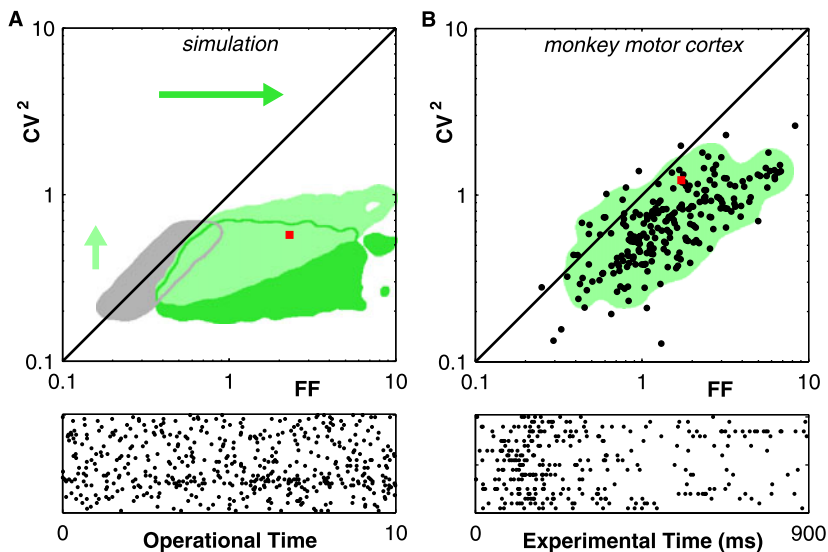 A
simulation
CV²
10
1
0.1
0.1
1
FF
10
0
Operational Time
10
B
monkey motor cortex
CV²
10
1
0.1
0.1
1
FF
10
0
Experimental Time (ms)
900